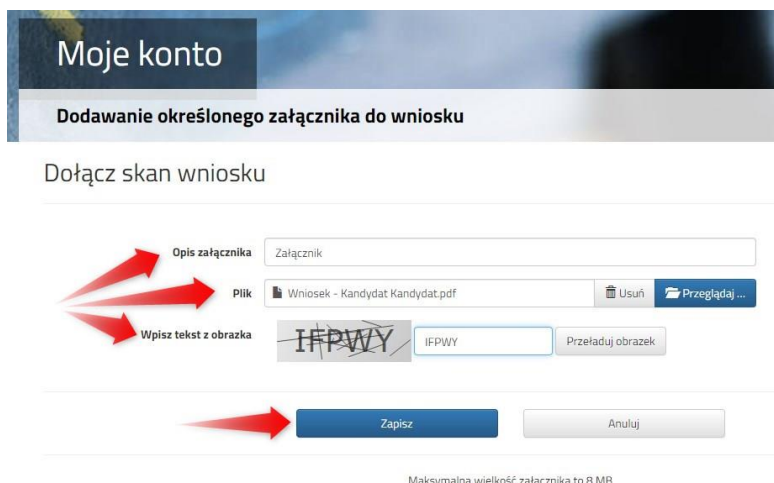 Moje konto
Dodawanie określonego załącznika do wniosku
Dołącz skan wniosku
Opis załącznika Załącznik
Plik Wniosek - Kandydat Kandydat.pdf Usuń Przeglądaj ...
Wpisz tekst z obrazka IFPWY IFPWY Przeładuj obrazek
Zapisz Anuluj
Maksymalna wielkość załącznika to 8 MB